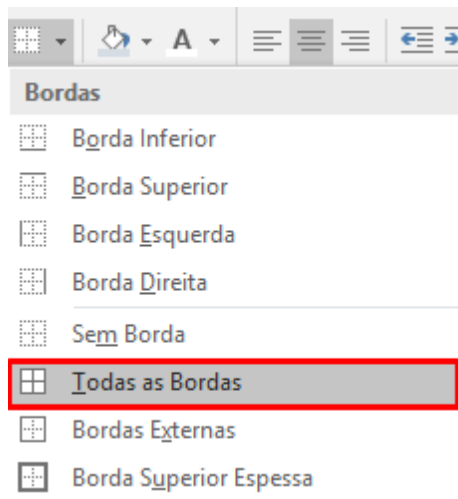 A
Bordas
Borda Inferior
Borda Superior
Borda Esquerda
Borda Direita
Sem Borda
Todas as Bordas
Bordas Externas
Borda Superior Espessa